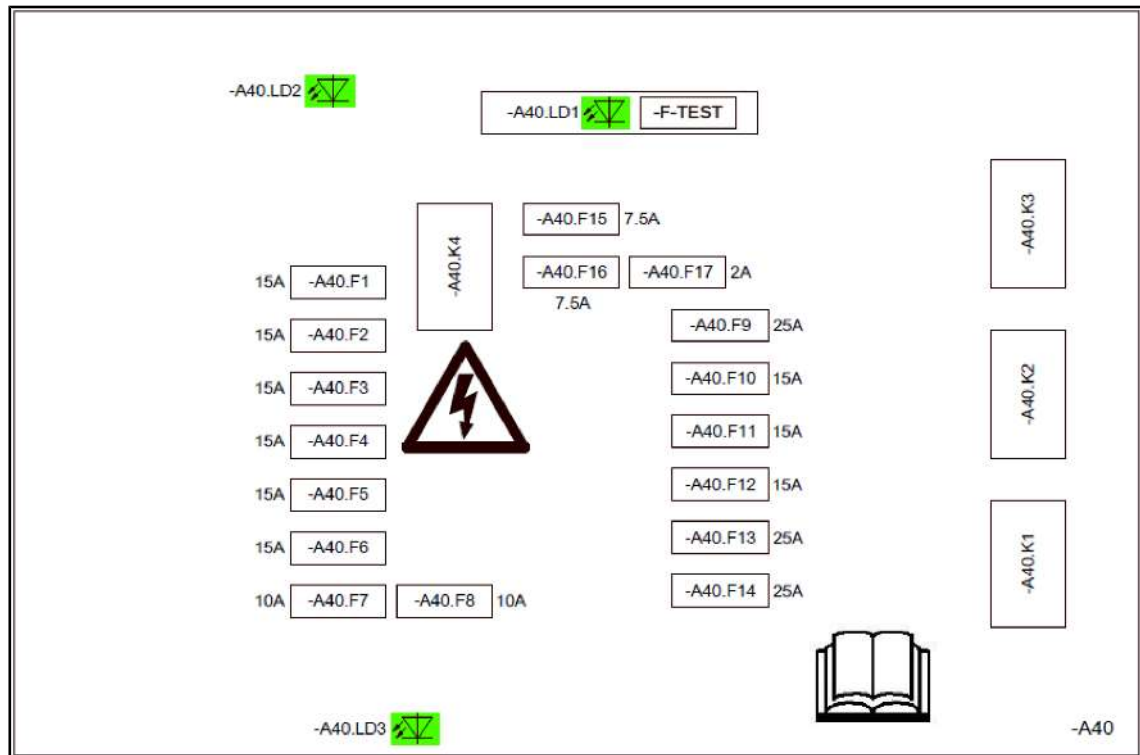 -A40.LD2
-A40.LD1 -F-TEST
-A40.K3
-A40.K4
-A40.F15 7.5A
-A40.F16 -A40.F17 2A
7.5A
15A -A40.F1
-A40.F9 25A
15A -A40.F2
-A40.K2
-A40.F10 15A
15A -A40.F3
-A40.F11 15A
15A -A40.F4
-A40.F12 15A
15A -A40.F5
-A40.F13 25A
15A -A40.F6
-A40.K1
-A40.F14 25A
10A -A40.F7 -A40.F8 10A
-A40.LD3
-A40